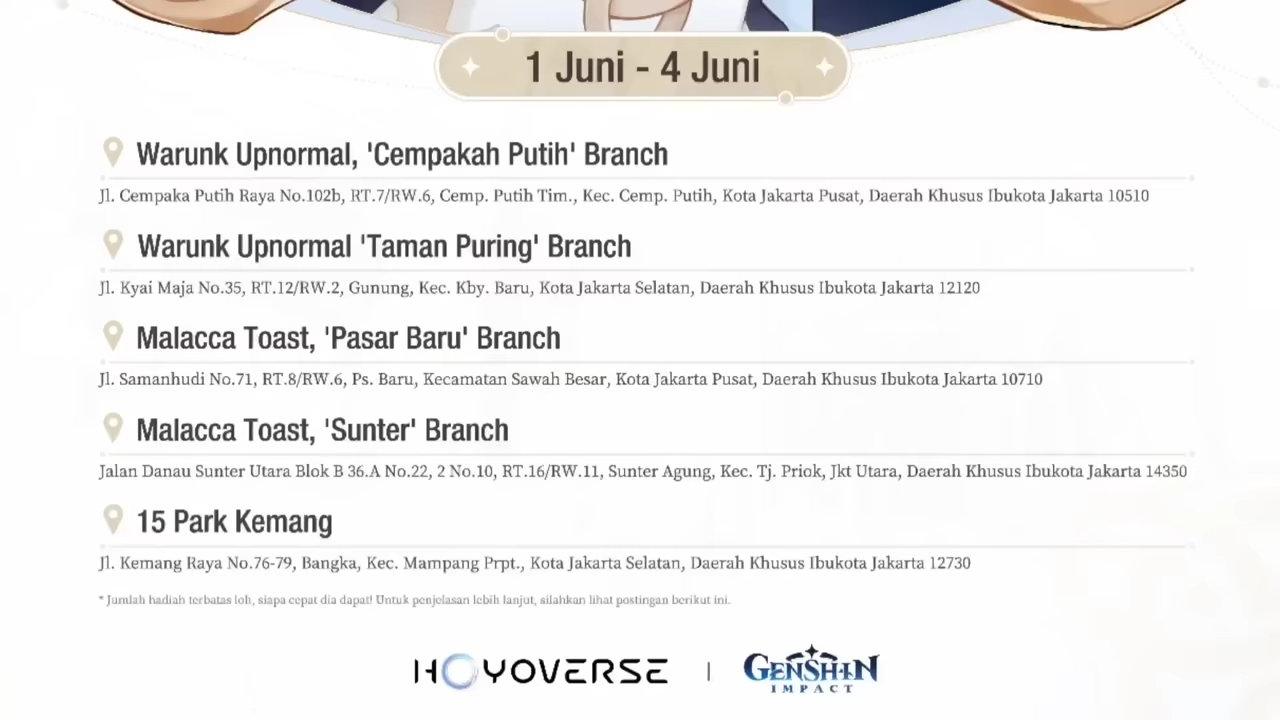 1 Juni - 4 Juni
Warunk Upnormal, 'Cempakah Putih' Branch
Jl. Cempaka Putih Raya No.102b, RT.7/RW.6, Cemp. Putih Tim., Kec. Cemp. Putih, Kota Jakarta Pusat, Daerah Khusus Ibukota Jakarta 10510
Warunk Upnormal 'Taman Puring' Branch
Jl. Kyai Maja No.35, RT.12/RW.2, Gunung, Kec. Kby. Baru, Kota Jakarta Selatan, Daerah Khusus Ibukota Jakarta 12120
Malacca Toast, 'Pasar Baru' Branch
Jl. Samanhudi No.71, RT.8/RW.6, Ps. Baru, Kecamatan Sawah Besar, Kota Jakarta Pusat, Daerah Khusus Ibukota Jakarta 10710
Malacca Toast, 'Sunter' Branch
Jalan Danau Sunter Utara Blok B 36.A No.22, 2 No.10, RT.16/RW.11, Sunter Agung, Kec. Tj. Priok, Jkt Utara, Daerah Khusus Ibukota Jakarta 14350
15 Park Kemang
Jl. Kemang Raya No.76-79, Bangka, Kec. Mampang Prpt., Kota Jakarta Selatan, Daerah Khusus Ibukota Jakarta 12730
* Jumlah hadiah terbatas loh, siapa cepat dia dapat! Untuk penjelasan lebih lanjut, silahkan lihat postingan berikut ini.
HOYOVERSE | GENSHIN
IMPACT